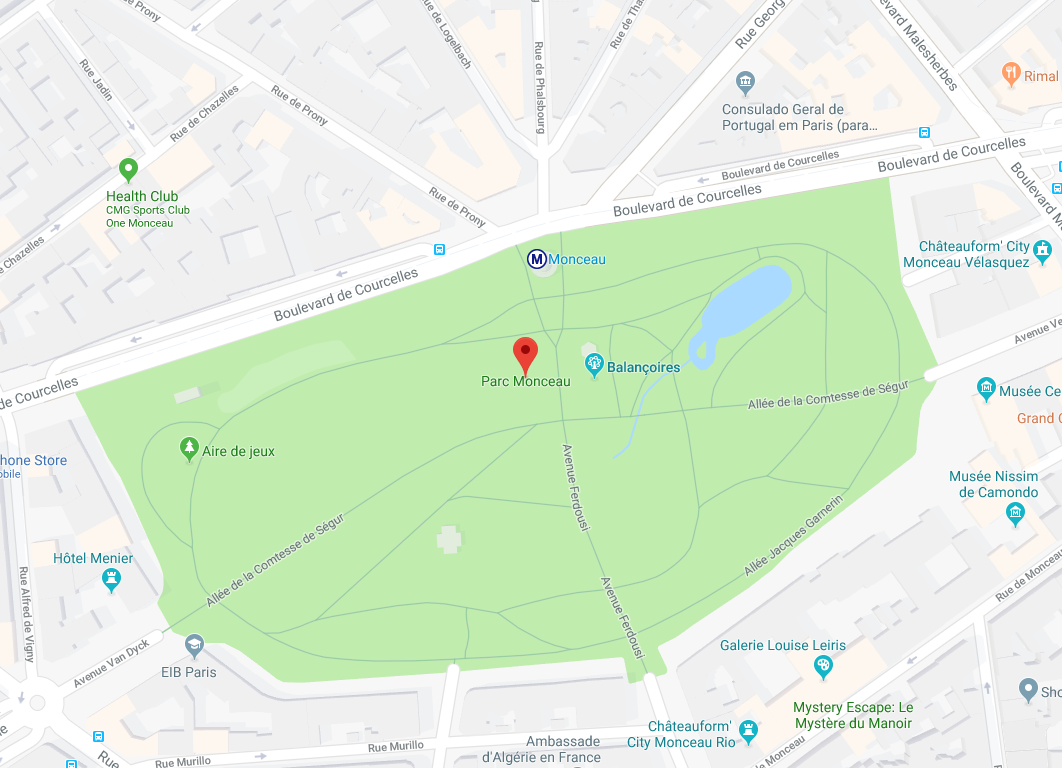 de Prony
Rue de Logelbach
Rue de Phalsbourg
Rue de Tha
Rue Georg
Boulevard Malesherbes
Rue Jadin
Rue de Chazelles
Rue de Prony
Rimal
Consulado Geral de
Portugal em Paris (para...
Boulevard de Courcelles
Boulevard de Courcelles
Boulevard de Courcelles
Boulevard M
Health Club
CMG Sports Club
One Monceau
Rue de Prony
e Chazelles
Châteauform' City
Monceau Vélasquez
M
Monceau
Boulevard de Courcelles
Avenue Ve
Parc Monceau
Balançoires
de Courcelles
Allée de la Comtesse de Ségur
Musée Ce
Grand C
Aire de jeux
hone Store
obile
Avenue Ferdousi
Musée Nissim
de Camondo
Allée de la Comtesse de Ségur
Allée Jacques Garnerin
Hôtel Menier
Rue Alfred de Vigny
Avenue Ferdousi
Rue de Monceau
Avenue Van Dyck
EIB Paris
Galerie Louise Leiris
Sho
Mystery Escape: Le
Mystère du Manoir
Châteauform'
City Monceau Rio
Rue Murillo
Ambassade
d'Algérie en France
de Monceau
Rue Murillo
Rue